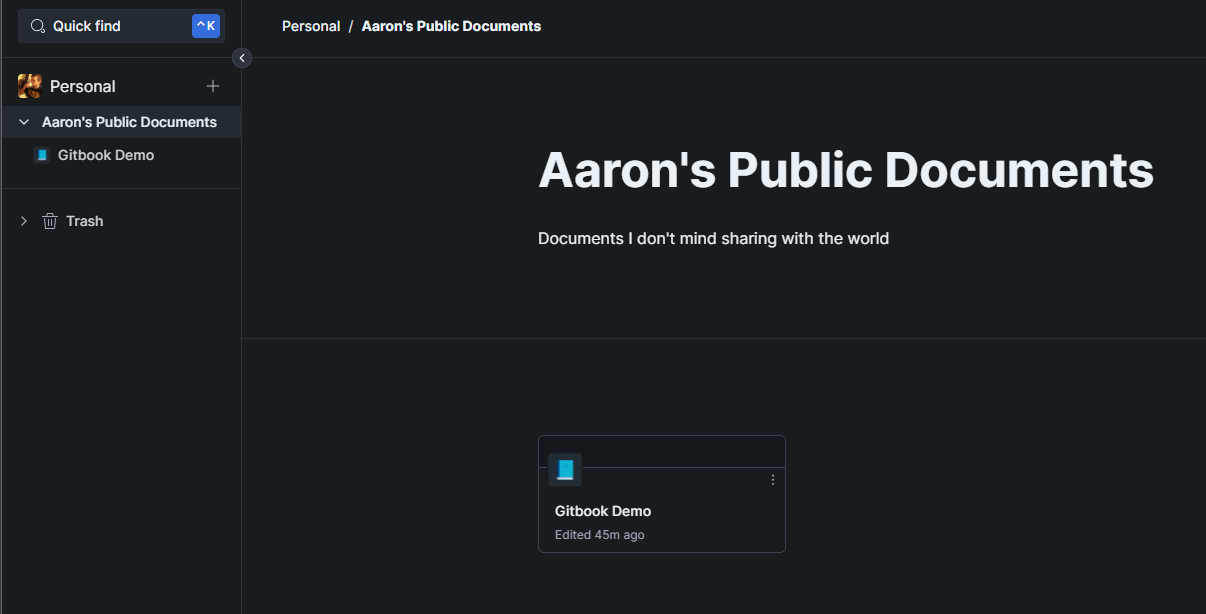 Quick find
^K
Personal / Aaron's Public Documents
Personal
Aaron's Public Documents
Gitbook Demo
Trash
Aaron's Public Documents
Documents I don't mind sharing with the world
Gitbook Demo
Edited 45m ago